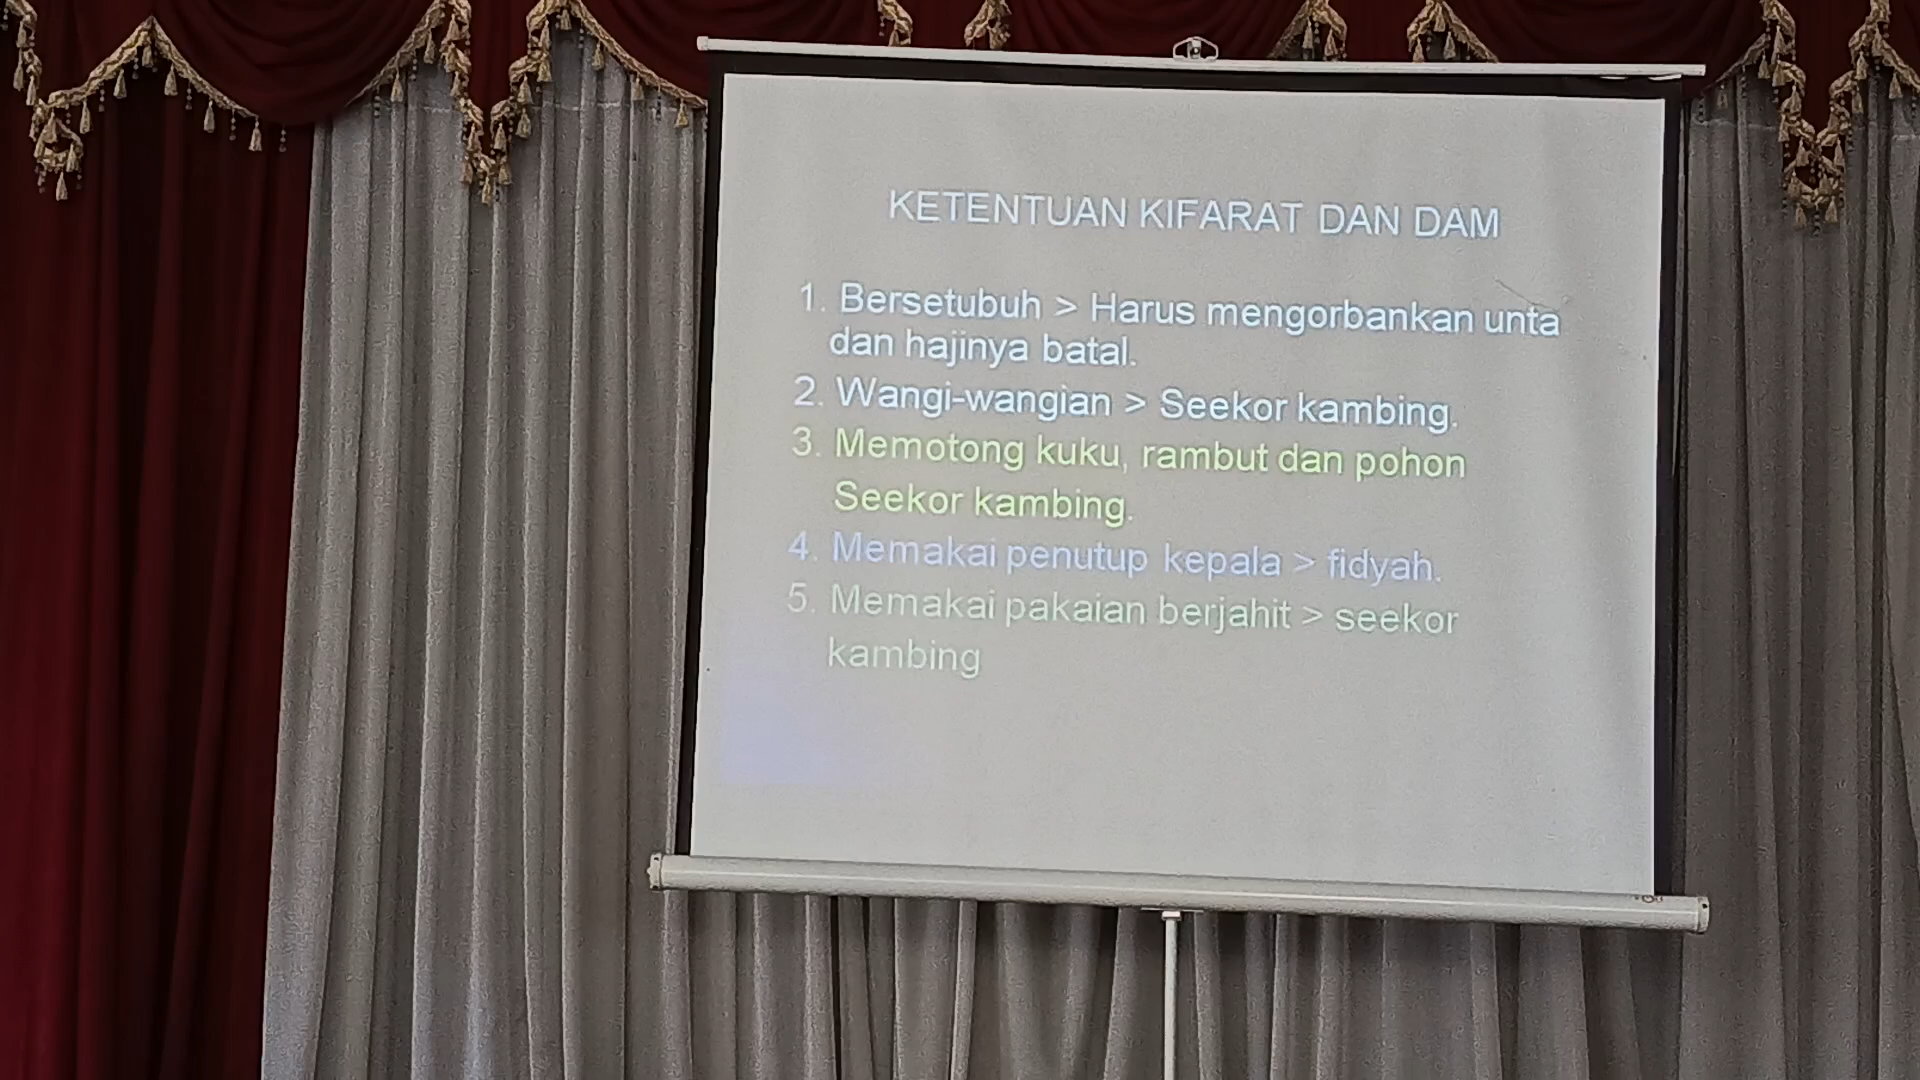 KETENTUAN KIFARAT DAN DAM
1. Bersetubuh > Harus mengorbankan unta
dan hajinya batal.
2. Wangi-wangian > Seekor kambing.
3. Memotong kuku, rambut dan pohon
Seekor kambing.
4. Memakai penutup kepala > fidyah.
5. Memakai pakaian berjahit > seekor
kambing